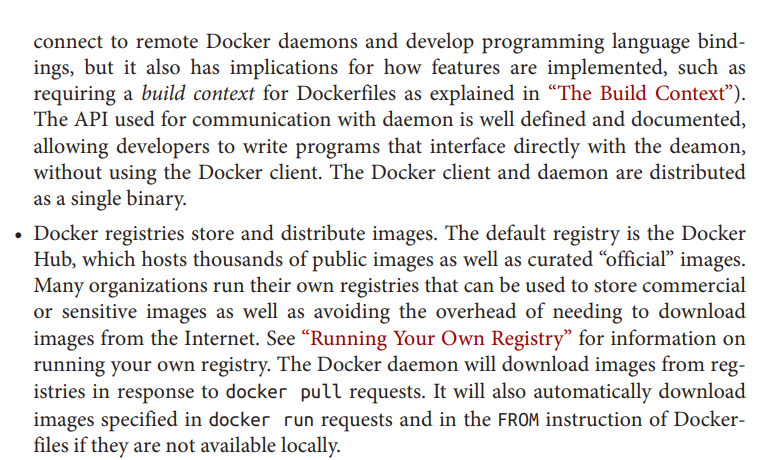 connect to remote Docker daemons and develop programming language bind-
ings, but it also has implications for how features are implemented, such as
requiring a build context for Dockerfiles as explained in “The Build Context”).
The API used for communication with daemon is well defined and documented,
allowing developers to write programs that interface directly with the deamon,
without using the Docker client. The Docker client and daemon are distributed
as a single binary.
• Docker registries store and distribute images. The default registry is the Docker
Hub, which hosts thousands of public images as well as curated “official” images.
Many organizations run their own registries that can be used to store commercial
or sensitive images as well as avoiding the overhead of needing to download
images from the Internet. See “Running Your Own Registry” for information on
running your own registry. The Docker daemon will download images from reg-
istries in response to docker pull requests. It will also automatically download
images specified in docker run requests and in the FROM instruction of Docker-
files if they are not available locally.